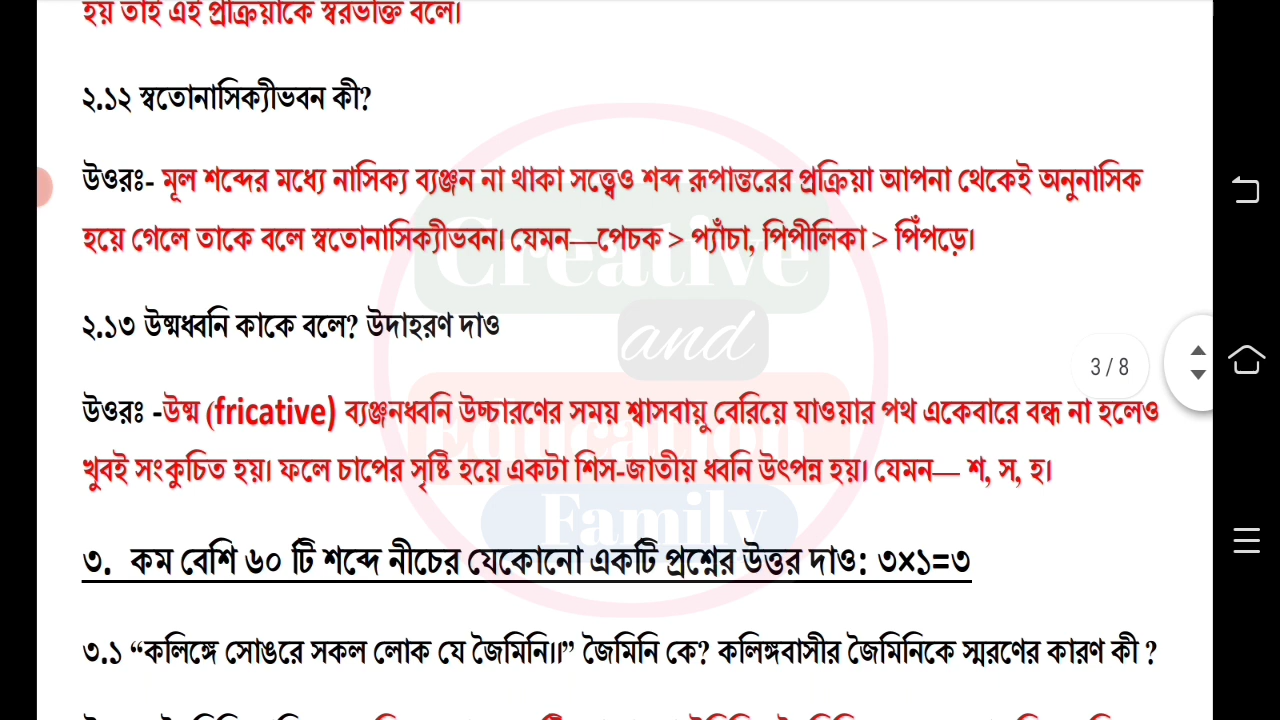 হয় তাই এই প্রক্রিয়াকে স্বরভক্তি বলে।
২.১২ স্বতোনাসিক্যীভবন কী?
উওরঃ- মূল শব্দের মধ্যে নাসিক্য ব্যঞ্জন না থাকা সত্ত্বেও শব্দ রূপান্তরের প্রক্রিয়া আপনা থেকেই অনুনাসিক
হয়ে গেলে তাকে বলে স্বতোনাসিক্যীভবন। যেমন—পেচক > প্যাঁচা, পিপীলিকা > পিঁপড়ে।
Creative
২.১৩ উষ্মধ্বনি কাকে বলে? উদাহরণ দাও
and
3 / 8
উওরঃ -উষ্ম (fricative) ব্যঞ্জনধ্বনি উচ্চারণের সময় শ্বাসবায়ু বেরিয়ে যাওয়ার পথ একেবারে বন্ধ না হলেও
Education
খুবই সংকুচিত হয়। ফলে চাপের সৃষ্টি হয়ে একটা শিস-জাতীয় ধ্বনি উৎপন্ন হয়। যেমন— শ, স, হ।
Family
৩. কম বেশি ৬০ টি শব্দে নীচের যেকোনো একটি প্রশ্নের উত্তর দাও: ৩×১=৩
৩.১ “কলিঙ্গে সোঙরে সকল লোক যে জৈমিনি॥” জৈমিনি কে? কলিঙ্গবাসীর জৈমিনিকে স্মরণের কারণ কী ?